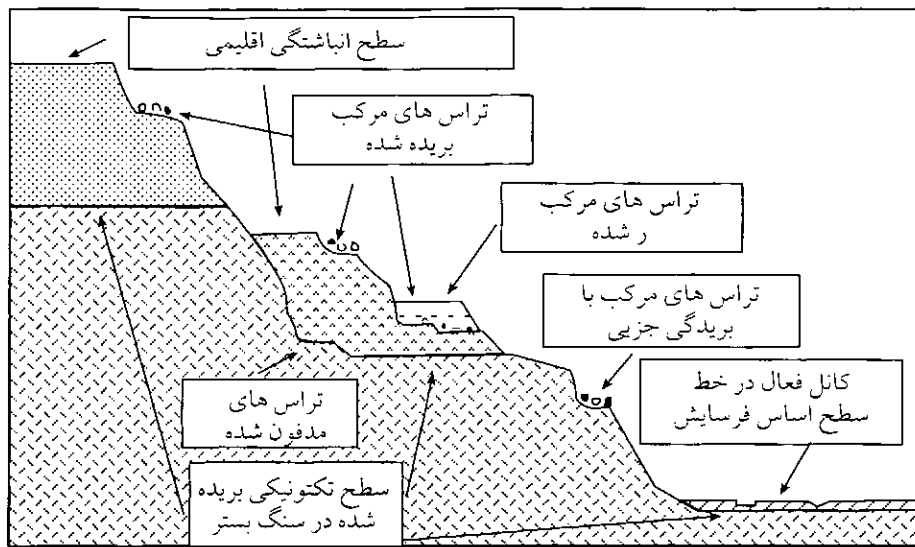 سطح انباشتگی اقلیمی
تراس های مرکب
بریده شده
تراس های مرکب
ر شده
تراس های مرکب با
بریدگی جزیی
کانل فعال در خط
سطح اساس فرسایش
تراس های
مدفون شده
سطح تکتونیکی بریده
شده در سنگ بستر